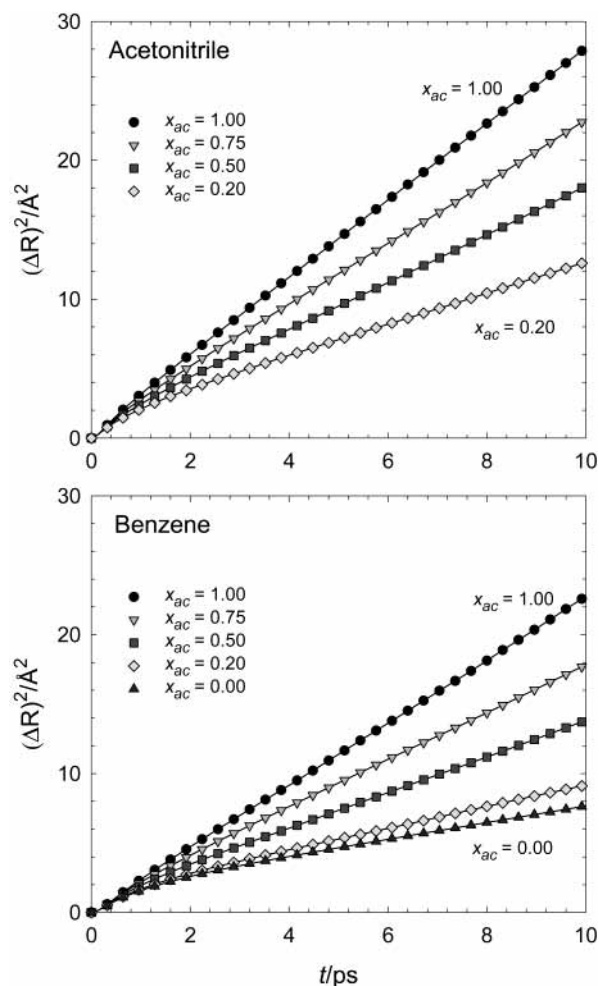 30
Acetonitrile
x_ac = 1.00
x_ac = 1.00
x_ac = 0.75
x_ac = 0.50
x_ac = 0.20
20
(ΔR)²/Å²
10
x_ac = 0.20
0
0 2 4 6 8 10
30
Benzene
x_ac = 1.00
x_ac = 1.00
x_ac = 0.75
x_ac = 0.50
x_ac = 0.20
x_ac = 0.00
20
(ΔR)²/Å²
10
x_ac = 0.00
0
0 2 4 6 8 10
t/ps